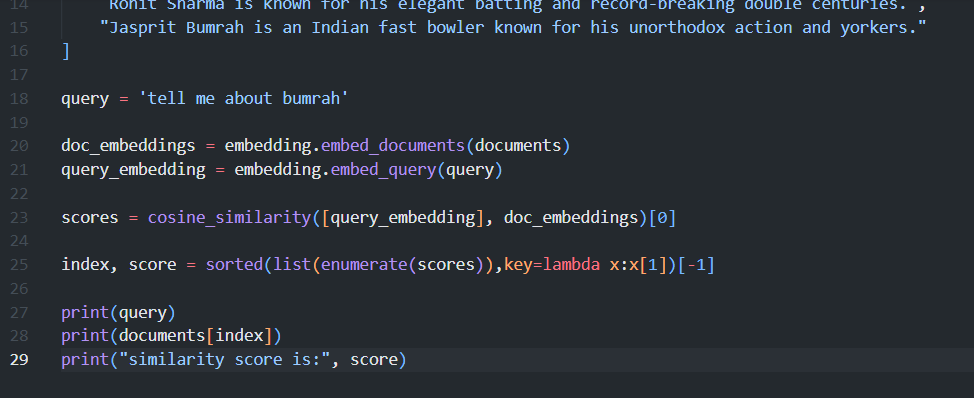 14 "Rohit Sharma is known for his elegant batting and record-breaking double centuries.",
15 "Jasprit Bumrah is an Indian fast bowler known for his unorthodox action and yorkers."
16 ]
17
18 query = 'tell me about bumrah'
19
20 doc_embeddings = embedding.embed_documents(documents)
21 query_embedding = embedding.embed_query(query)
22
23 scores = cosine_similarity([query_embedding], doc_embeddings)[0]
24
25 index, score = sorted(list(enumerate(scores)),key=lambda x:x[1])[-1]
26
27 print(query)
28 print(documents[index])
29 print("similarity score is:", score)